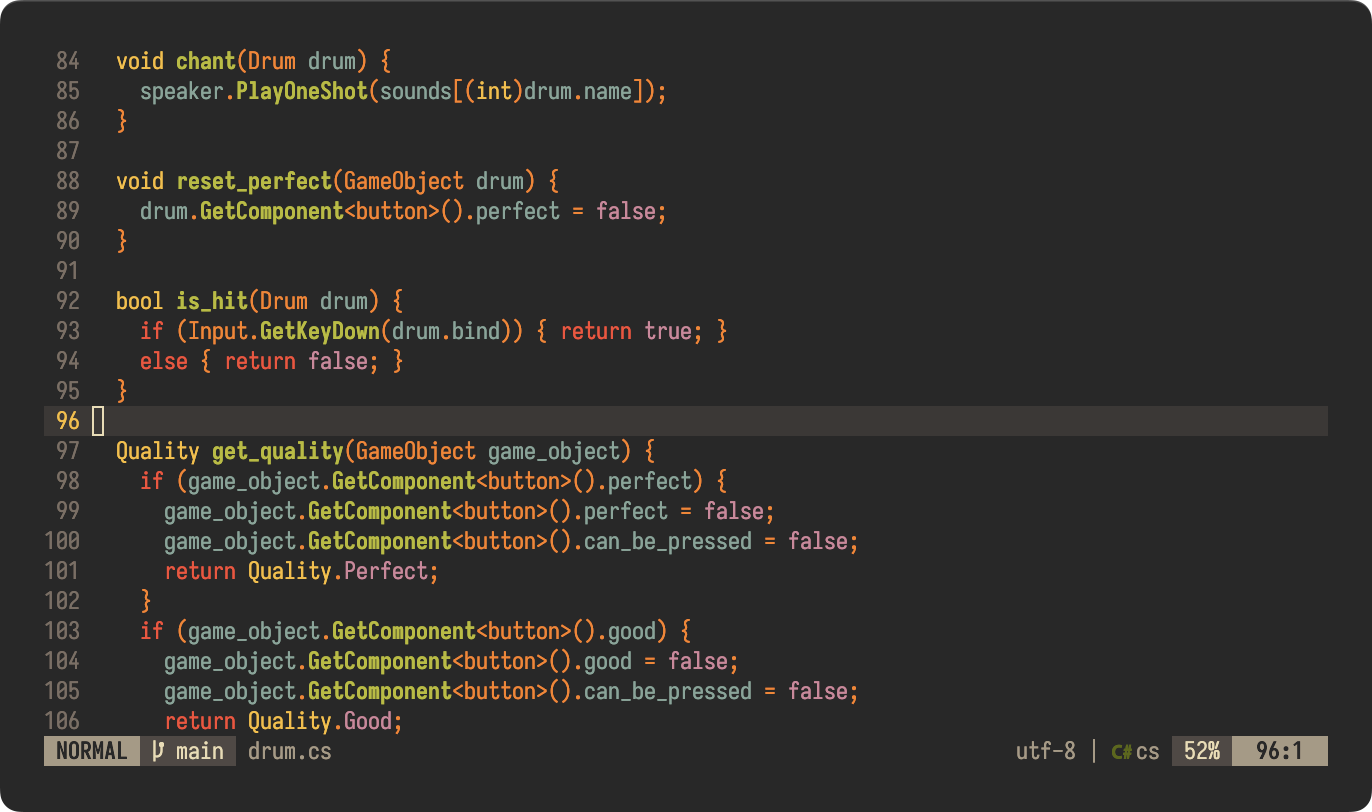 84   void chant(Drum drum) {
85     speaker.PlayOneShot(sounds[(int)drum.name]);
86   }
87
88   void reset_perfect(GameObject drum) {
89     drum.GetComponent<button>().perfect = false;
90   }
91
92   bool is_hit(Drum drum) {
93     if (Input.GetKeyDown(drum.bind)) { return true; }
94     else { return false; }
95   }
96
97   Quality get_quality(GameObject game_object) {
98     if (game_object.GetComponent<button>().perfect) {
99       game_object.GetComponent<button>().perfect = false;
100       game_object.GetComponent<button>().can_be_pressed = false;
101       return Quality.Perfect;
102     }
103     if (game_object.GetComponent<button>().good) {
104       game_object.GetComponent<button>().good = false;
105       game_object.GetComponent<button>().can_be_pressed = false;
106       return Quality.Good;
NORMAL main drum.cs utf-8 | C# cs 52% 96:1